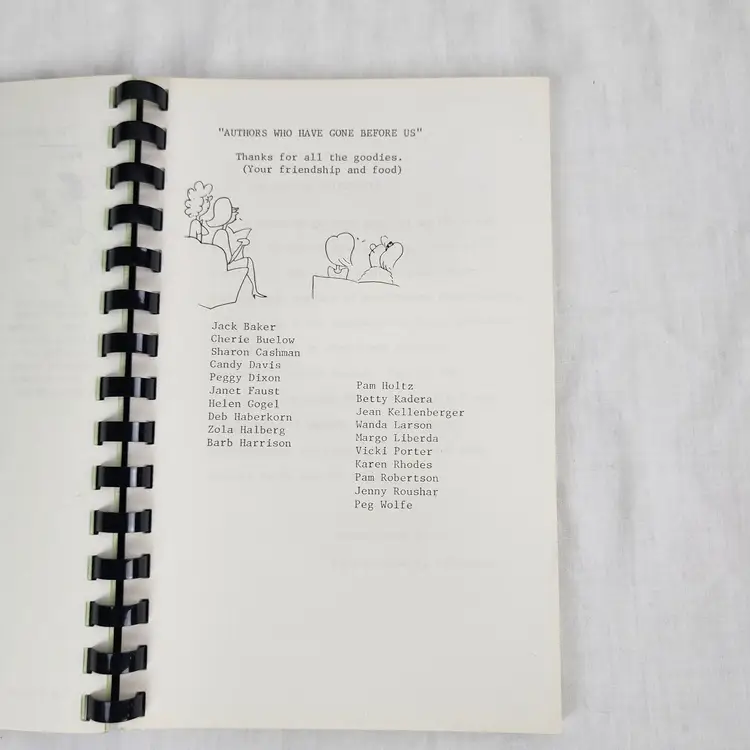 "AUTHORS WHO HAVE GONE BEFORE US"
Thanks for all the goodies.
(Your friendship and food)
Jack Baker
Cherie Buelow
Sharon Cashman
Candy Davis
Peggy Dixon
Janet Faust
Helen Gogel
Deb Haberkorn
Zola Halberg
Barb Harrison
Pam Holtz
Betty Kadera
Jean Kellenberger
Wanda Larson
Margo Liberda
Vicki Porter
Karen Rhodes
Pam Robertson
Jenny Roushar
Peg Wolfe